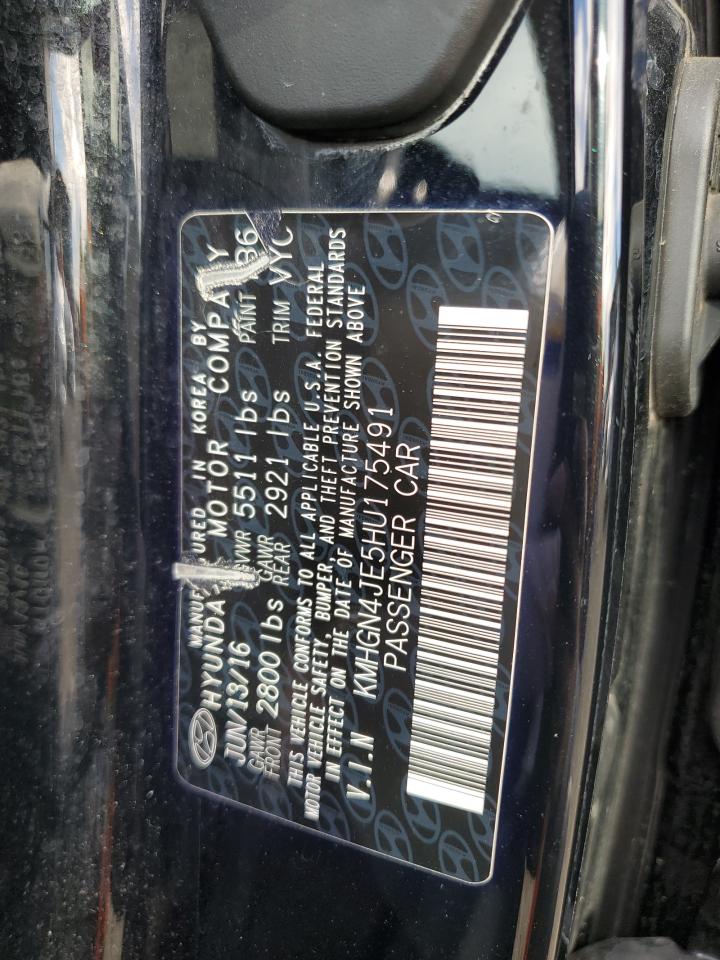 MANUFACTURED IN KOREA BY
HYUNDAI MOTOR COMPANY
JUN/13/16 GVWR 5511 lbs PAINT
GAWR FRONT 2800 lbs GAWR REAR 2921 lbs TRIM VYC
THIS VEHICLE CONFORMS TO ALL APPLICABLE U.S.A. FEDERAL
MOTOR VEHICLE SAFETY, BUMPER AND THEFT PREVENTION STANDARDS
IN EFFECT ON THE DATE OF MANUFACTURE SHOWN ABOVE
V.I.N KMHGN4JE5HU175491
PASSENGER CAR